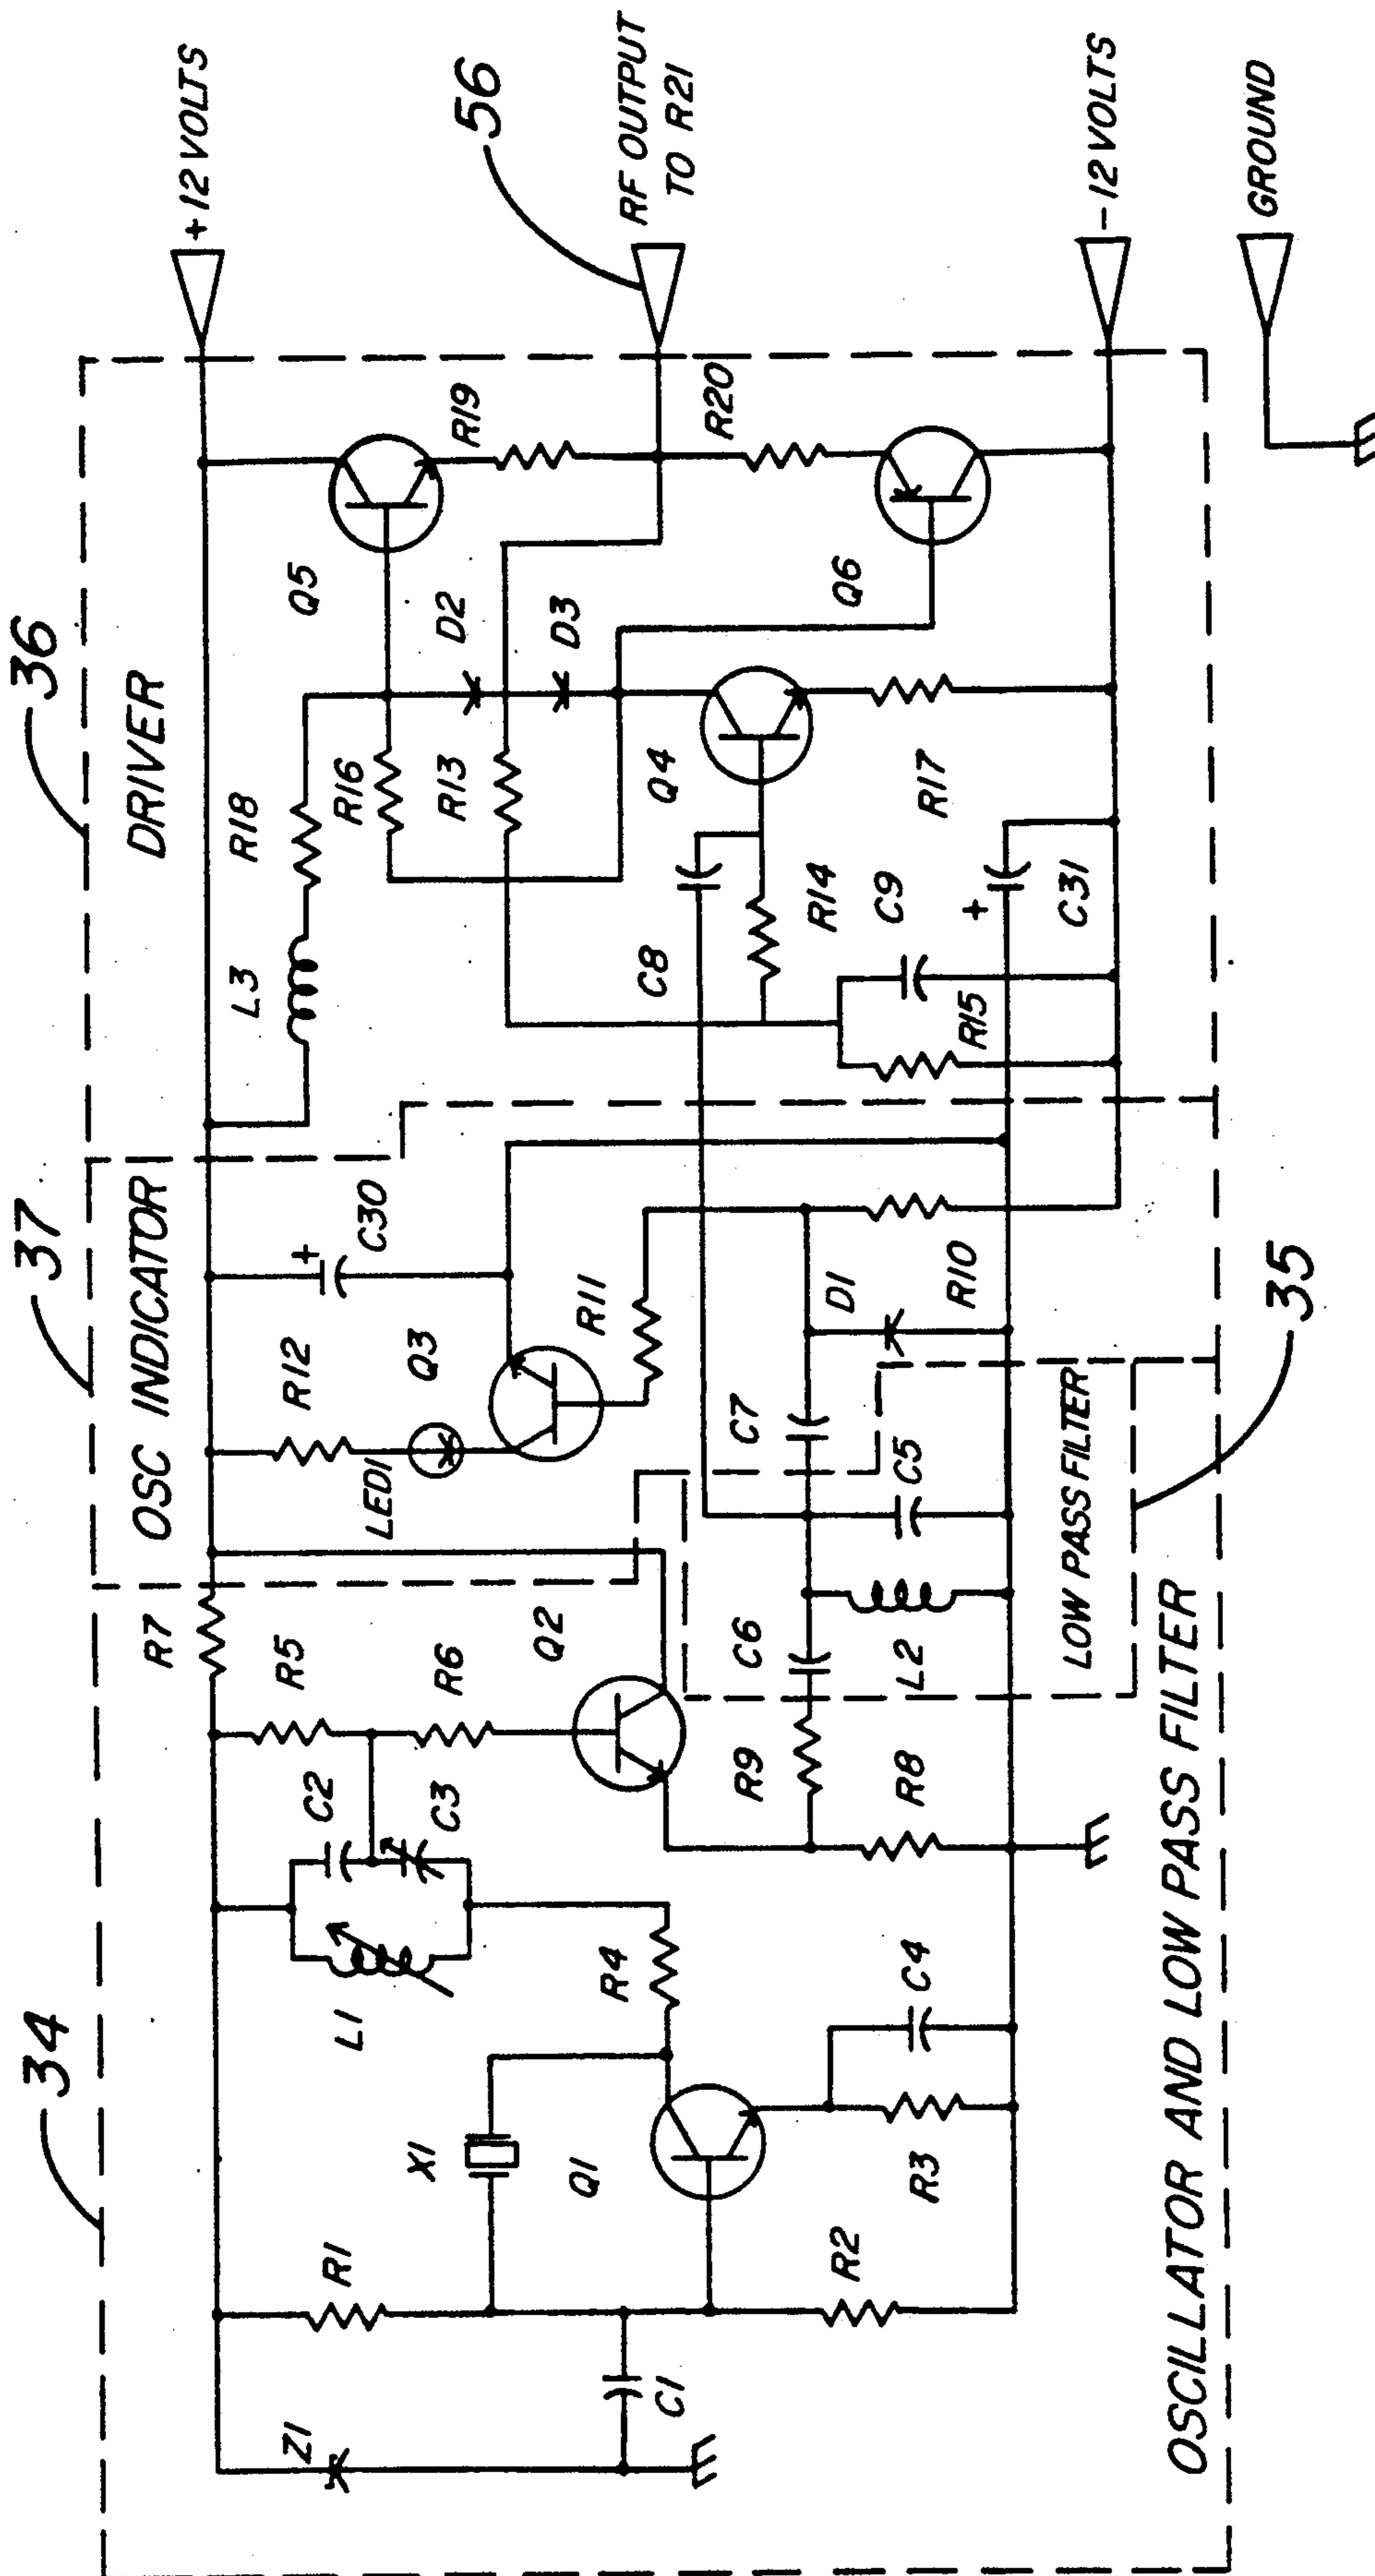 36
37
34
DRIVER
OSC INDICATOR
+12 VOLTS
56
RF OUTPUT
TO R21
-12 VOLTS
GROUND
Z1
R1
X1
Q1
C1
R2
R3
C4
L1
R4
C2
C3
R5
R6
R7
Q2
R9
R8
C6
L2
C5
C7
LOW PASS FILTER
35
R12
LED1
Q3
C30
R11
D1
R10
L3
R18
R16
R13
C8
R14
R15
C9
C31
R17
Q4
D2
D3
Q5
Q6
R19
R20
OSCILLATOR AND LOW PASS FILTER
+
+